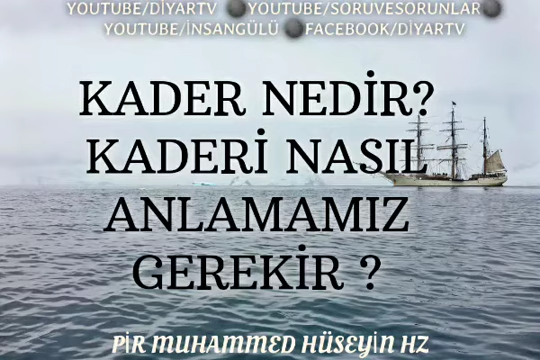 YOUTUBE/DİYARTV YOUTUBE/SORUVESORUNLAR
YOUTUBE/İNSANGÜLÜ FACEBOOK/DİYARTV
KADER NEDİR?
KADERİ NASIL
ANLAMAMIZ
GEREKİR ?
PİR MUHAMMED HÜSEYİN HZ